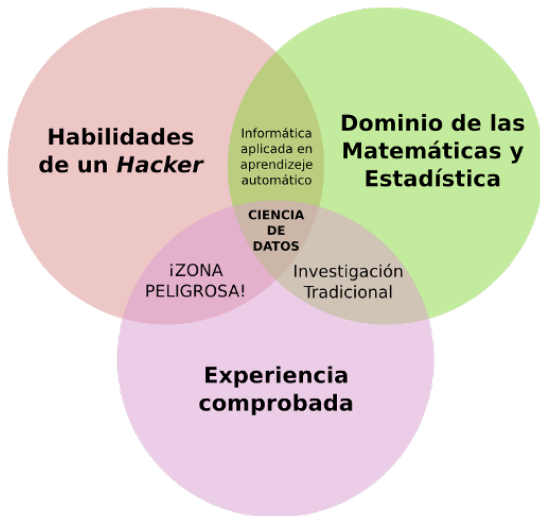 Habilidades
de un Hacker
Informática
aplicada en
aprendizeje
automático
Dominio de las
Matemáticas y
Estadística
CIENCIA
DE
DATOS
¡ZONA
PELIGROSA!
Investigación
Tradicional
Experiencia
comprobada